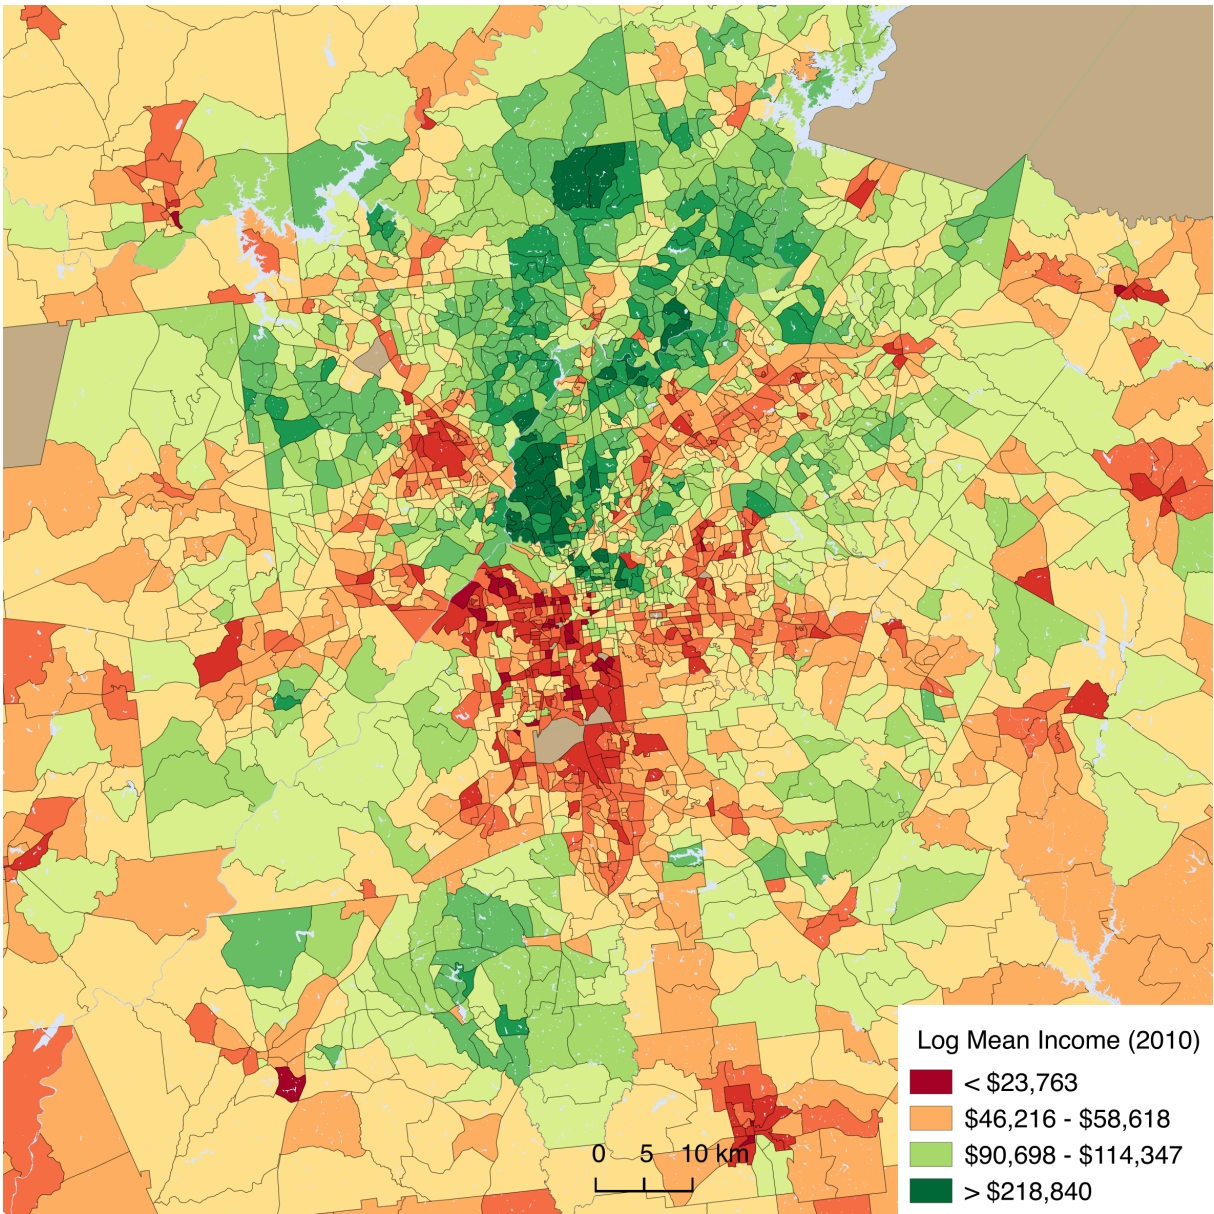 Log Mean Income (2010)
< $23,763
$46,216 - $58,618
$90,698 - $114,347
> $218,840
0 5 10 km